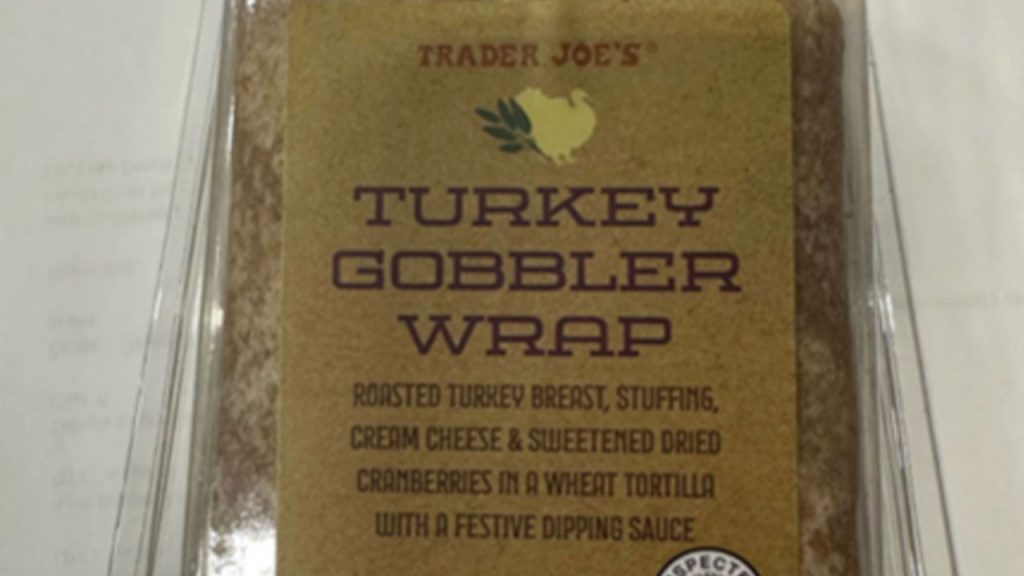 TRADER JOE'S®
TURKEY
GOBBLER
WRAP
ROASTED TURKEY BREAST, STUFFING,
CREAM CHEESE & SWEETENED DRIED
CRANBERRIES IN A WHEAT TORTILLA
WITH A FESTIVE DIPPING SAUCE